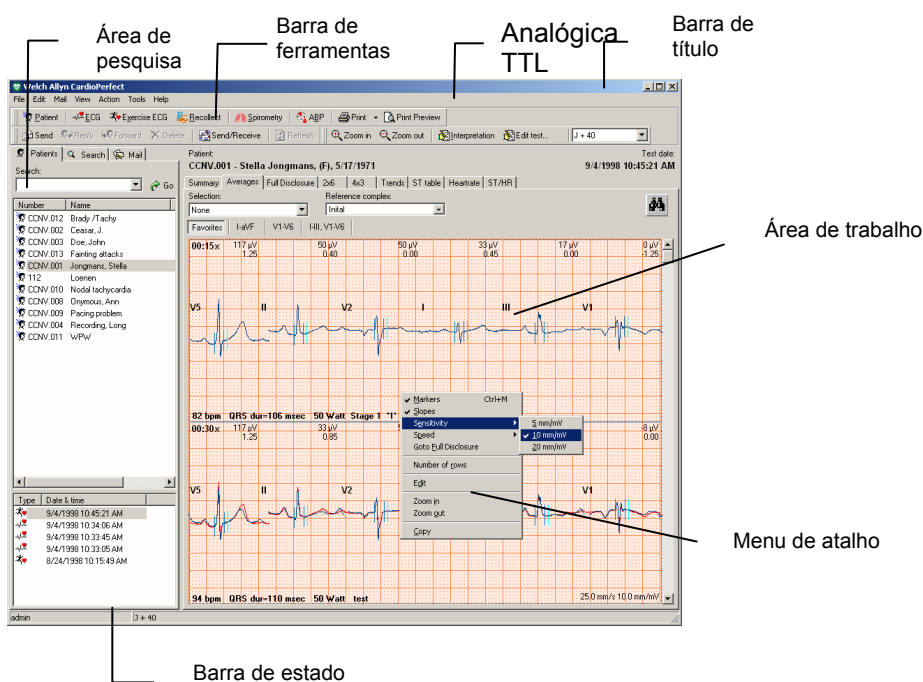 Área de
pesquisa
Barra de
ferramentas
Analógica
TTL
Barra de
título
Welch Allyn CardioPerfect
File Edit Mail View Action Tools Help
Patient ECG Exercise ECG Recollect Spirometry ABP Print Print Preview
Send Reply Forward Delete Send/Receive Refresh Zoom in Zoom out Interpretation Edit test... J + 40
Patients Search Mail
Search:
Go
Number Name
CCNV.012 Brady /Tachy
CCNV.002 Ceasar, J.
CCNV.003 Doe, John
CCNV.013 Fainting attacks
CCNV.001 Jongmans, Stella
112 Loenen
CCNV.010 Nodal tachycardia
CCNV.008 Onymous, Ann
CCNV.009 Pacing problem
CCNV.004 Recording, Long
CCNV.011 WPW
Type Date & time
9/4/1998 10:45:21 AM
9/4/1998 10:34:06 AM
9/4/1998 10:33:45 AM
9/4/1998 10:33:05 AM
8/24/1998 10:15:49 AM
Patient: Test date:
CCNV.001 - Stella Jongmans, (F), 5/17/1971 9/4/1998 10:45:21 AM
Summary Averages Full Disclosure 2x6 4x3 Trends ST table Heartrate ST/HR
Selection: Reference complex:
None Inital
Favorites I-aVF V1-V6 I-III, V1-V6
00:15x 117 µV 50 µV 50 µV 33 µV 17 µV 0 µV
1.25 0.40 0.00 0.45 0.00 -1.25
V5 II V2 I III V1
82 bpm QRS dur=106 msec 50 Watt Stage 1 "1"
00:30x 117 µV 33 µV -8 µV
1.25 0.85 0.00
V5 II V2 V1
94 bpm QRS dur=110 msec 50 Watt test 25.0 mm/s 10.0 mm/mV
Markers Ctrl+M
Slopes
Sensitivity
Speed
Goto Full Disclosure
Number of rows
Edit
Zoom in
Zoom out
Copy
5 mm/mV
10 mm/mV
20 mm/mV
admin J + 40
Área de trabalho
Menu de atalho
Barra de estado